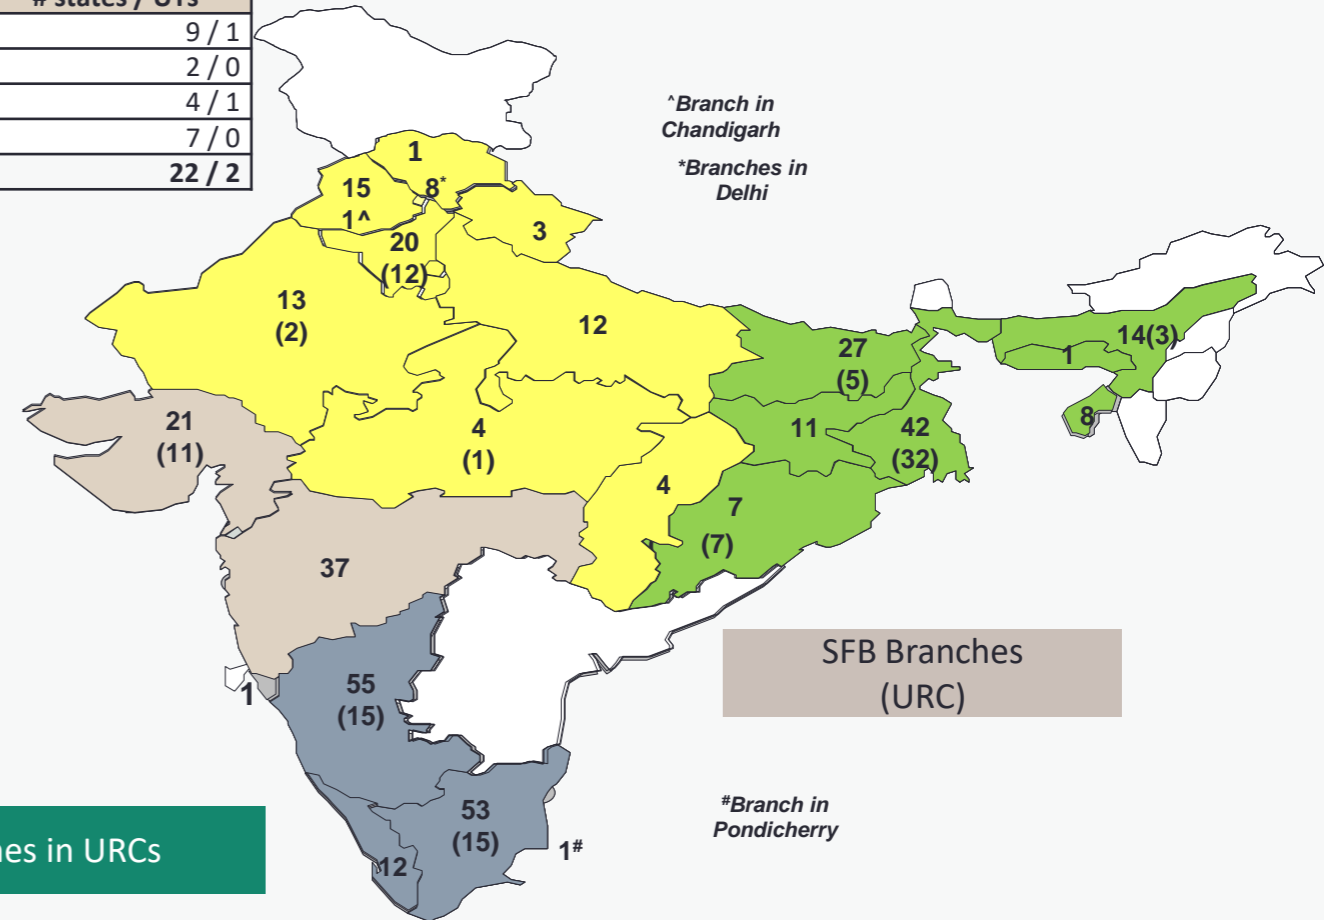 # states / UTs
9 / 1
2 / 0
4 / 1
7 / 0
22 / 2
^Branch in
Chandigarh
*Branches in
Delhi
1
8*
15
1^
3
20
(12)
13
(2)
12
27
(5)
14(3)
1
8
21
(11)
4
(1)
11
42
(32)
4
7
(7)
37
SFB Branches
(URC)
1
55
(15)
53
(15)
1#
12
#Branch in
Pondicherry
in URCs